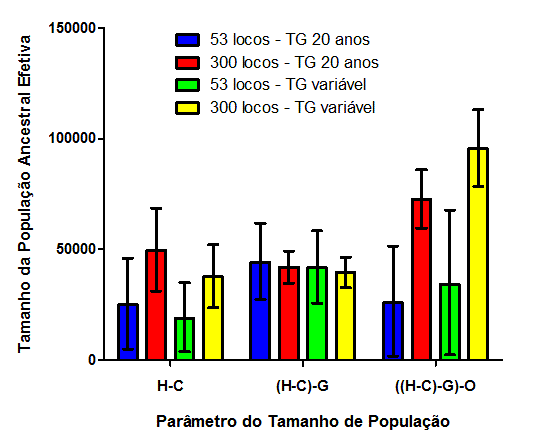 150000
100000
50000
0
Tamanho da População Ancestral Efetiva
53 locos - TG 20 anos
300 locos - TG 20 anos
53 locos - TG variável
300 locos - TG variável
H-C
(H-C)-G
((H-C)-G)-O
Parâmetro do Tamanho de População